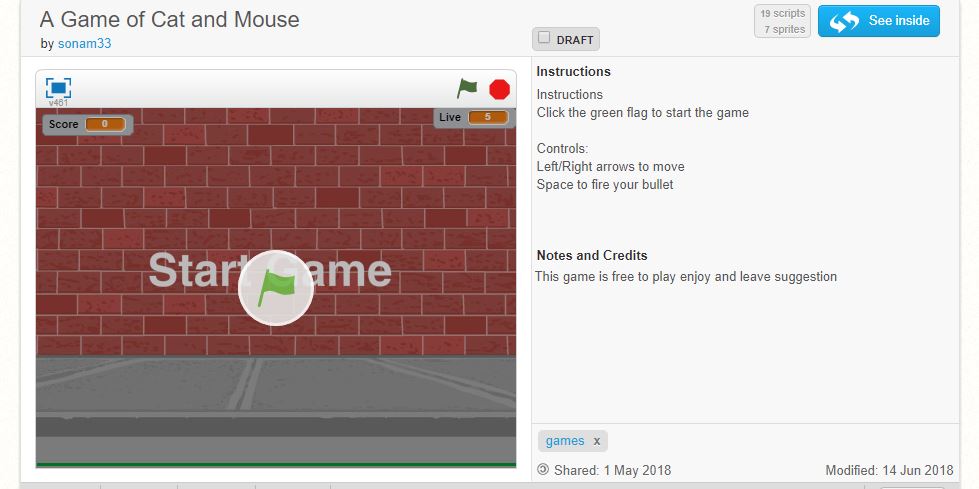 A Game of Cat and Mouse
by sonam33
DRAFT
19 scripts
7 sprites
See inside
v461
Score 0
Live 5
Start Game
Instructions
Instructions
Click the green flag to start the game
Controls:
Left/Right arrows to move
Space to fire your bullet
Notes and Credits
This game is free to play enjoy and leave suggestion
games x
Shared: 1 May 2018
Modified: 14 Jun 2018